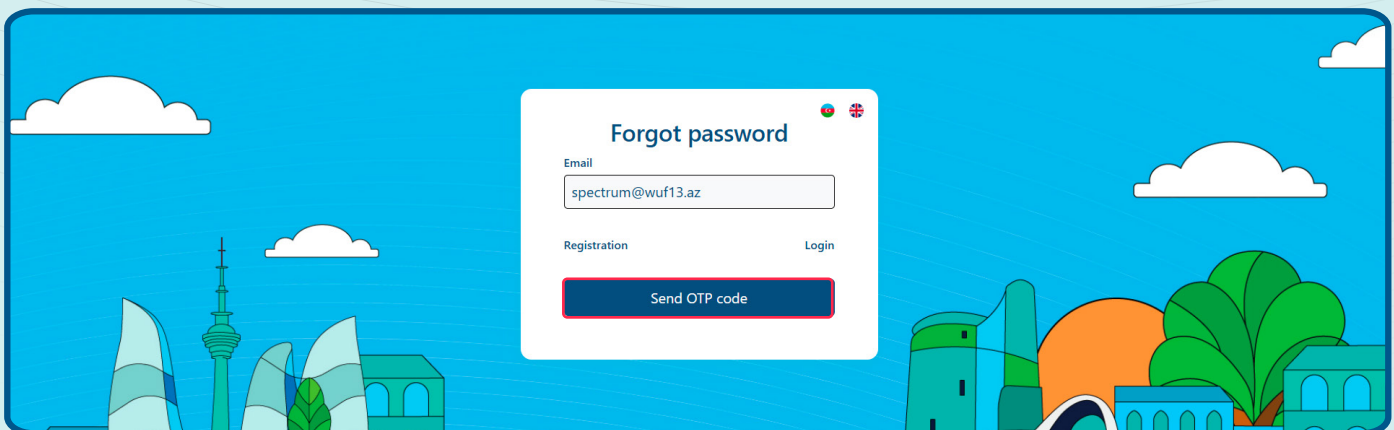 Forgot password
Email
spectrum@wuf13.az
Registration Login
Send OTP code